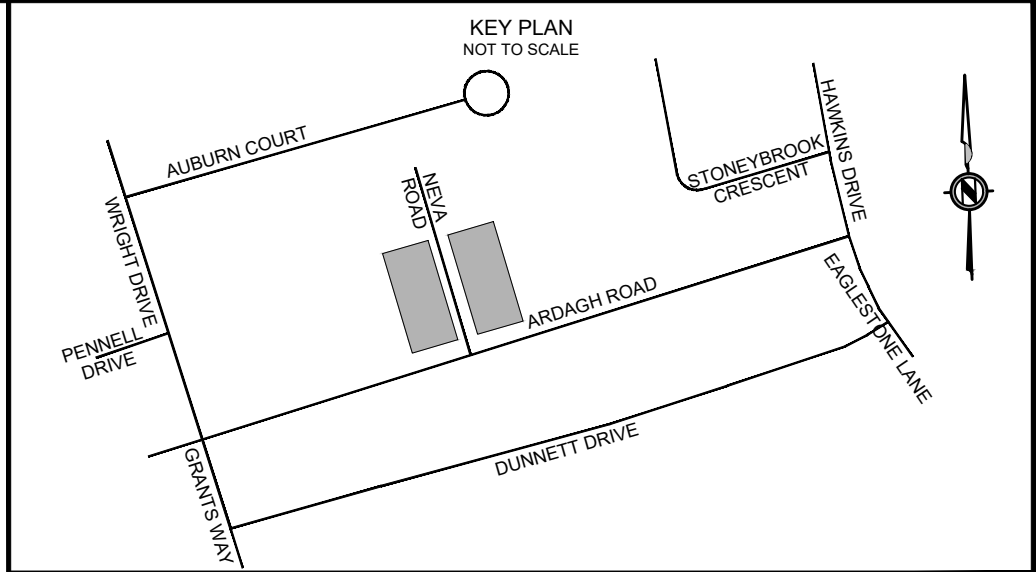 KEY PLAN
NOT TO SCALE
AUBURN COURT
HAWKINS DRIVE
STONEYBROOK
CRESCENT
NEVA
ROAD
WRIGHT DRIVE
N
EAGLESTONE LANE
ARDAGH ROAD
PENNELL
DRIVE
DUNNETT DRIVE
GRANTS WAY